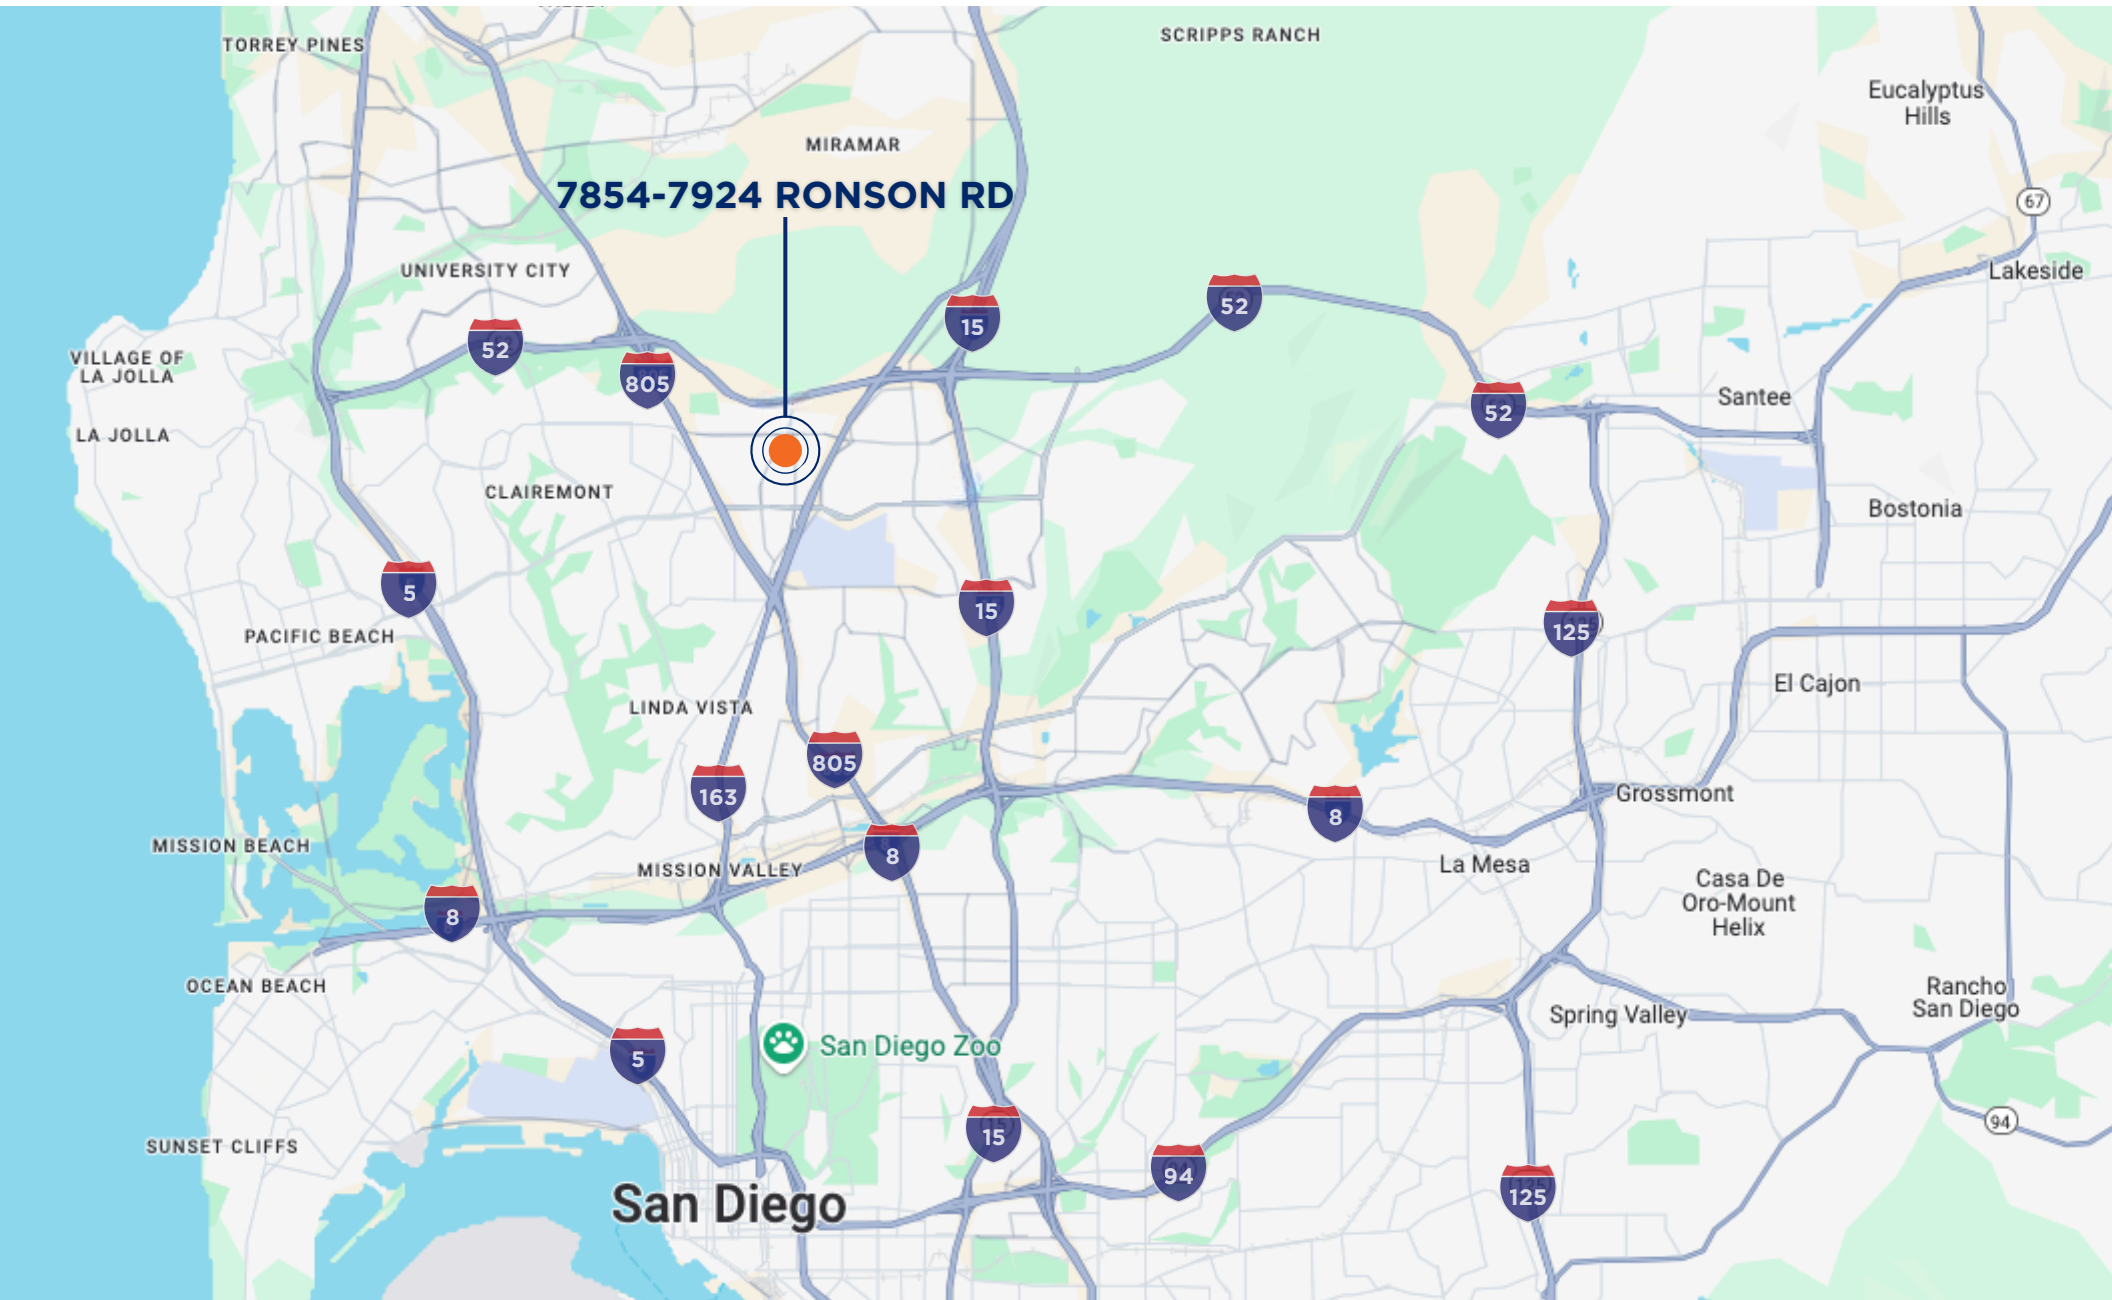 TORREY PINES
SCRIPPS RANCH
Eucalyptus
Hills
MIRAMAR
7854-7924 RONSON RD
67
UNIVERSITY CITY
Lakeside
52
15
52
VILLAGE OF
LA JOLLA
52
805
Santee
LA JOLLA
52
CLAIREMONT
Bostonia
5
15
125
PACIFIC BEACH
El Cajon
LINDA VISTA
805
163
Grossmont
8
MISSION BEACH
8
MISSION VALLEY
La Mesa
Casa De
Oro-Mount
Helix
8
OCEAN BEACH
Rancho
San Diego
Spring Valley
San Diego Zoo
5
94
15
SUNSET CLIFFS
94
125
San Diego